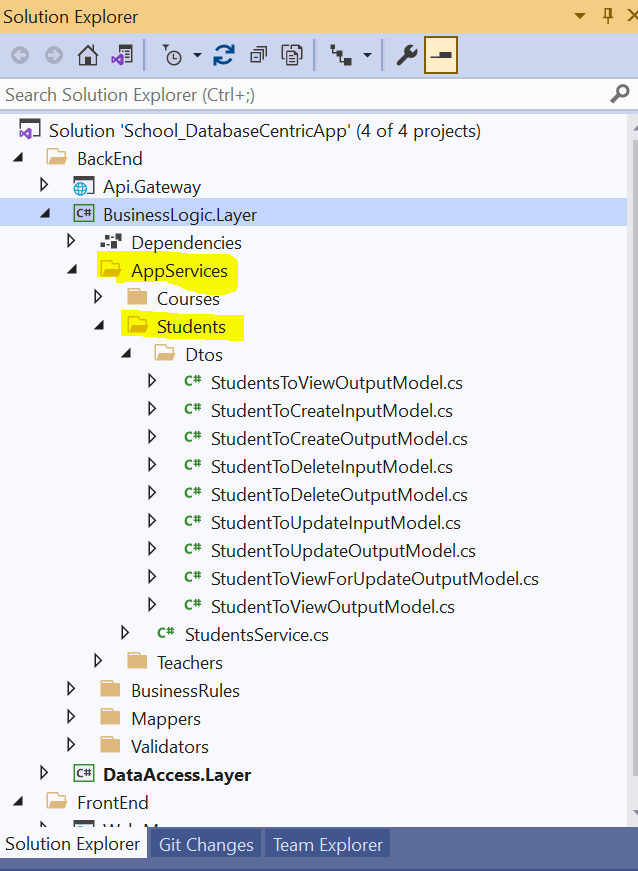 Solution Explorer
Search Solution Explorer (Ctrl+;)
Solution 'School_DatabaseCentricApp' (4 of 4 projects)
BackEnd
Api.Gateway
C# BusinessLogic.Layer
Dependencies
AppServices
Courses
Students
Dtos
C# StudentsToViewOutputModel.cs
C# StudentToCreateInputModel.cs
C# StudentToCreateOutputModel.cs
C# StudentToDeleteInputModel.cs
C# StudentToDeleteOutputModel.cs
C# StudentToUpdateInputModel.cs
C# StudentToUpdateOutputModel.cs
C# StudentToViewForUpdateOutputModel.cs
C# StudentToViewOutputModel.cs
C# StudentsService.cs
Teachers
BusinessRules
Mappers
Validators
C# DataAccess.Layer
FrontEnd
Solution Explorer Git Changes Team Explorer